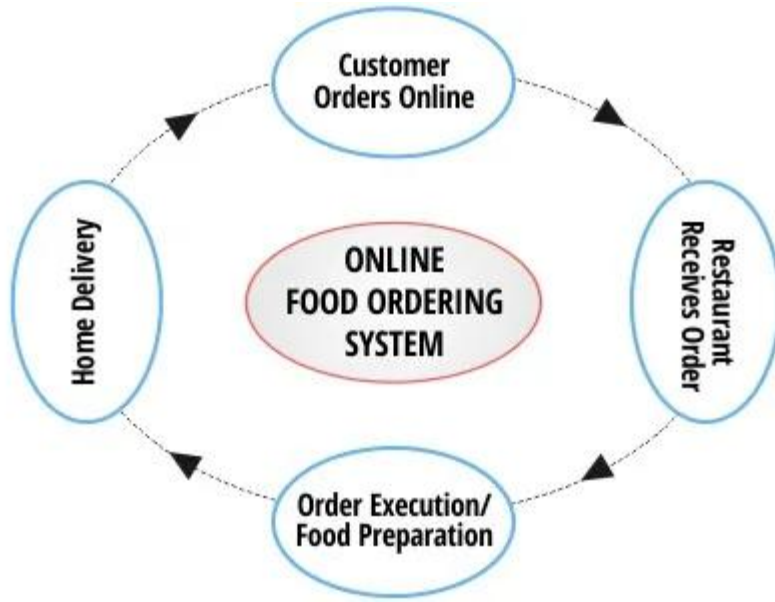 Customer
Orders Online
Restaurant
Receives Order
ONLINE
FOOD ORDERING
SYSTEM
Home Delivery
Order Execution/
Food Preparation